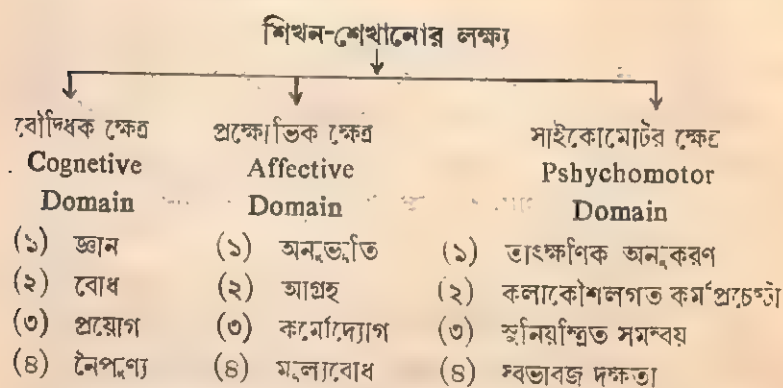 শিখন-শেখানোর লক্ষ্য
বৌদ্ধিক ক্ষেত্র
Cognetive
Domain
(১) জ্ঞান
(২) বোধ
(৩) প্রয়োগ
(৪) নৈপুণ্য
প্রক্ষোভিক ক্ষেত্র
Affective
Domain
(১) অনুভূতি
(২) আগ্রহ
(৩) কর্মোদ্যোগ
(৪) মূল্যবোধ
সাইকোমোটর ক্ষেত্র
Pshychomotor
Domain
(১) তাৎক্ষণিক অনুকরণ
(২) কলাকৌশলগত কর্মপ্রচেষ্টা
(৩) সুনিয়ন্ত্রিত সমন্বয়
(৪) স্বভাবজ দক্ষতা